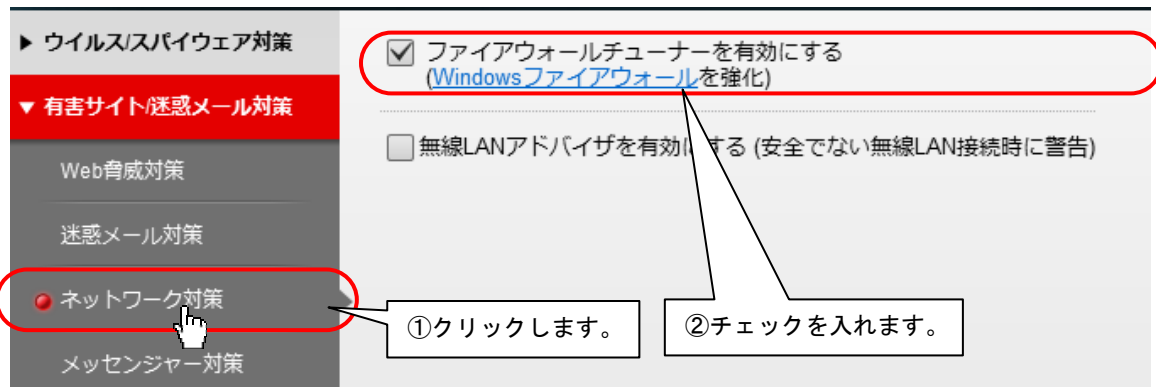 ▶ ウイルス/スパイウェア対策
▼ 有害サイト/迷惑メール対策
Web脅威対策
迷惑メール対策
ネットワーク対策
メッセンジャー対策
ファイアウォールチューナーを有効にする
(Windowsファイアウォールを強化)
無線LANアドバイザを有効にする (安全でない無線LAN接続時に警告)
①クリックします。
②チェックを入れます。